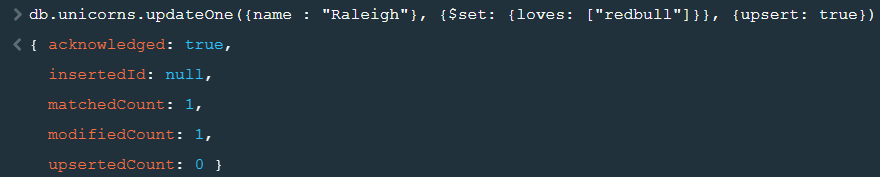 > db.unicorns.updateOne({name : "Raleigh"}, {$set: {loves: ["redbull"]}}, {upsert: true})
< { acknowledged: true,
insertedId: null,
matchedCount: 1,
modifiedCount: 1,
upsertedCount: 0 }